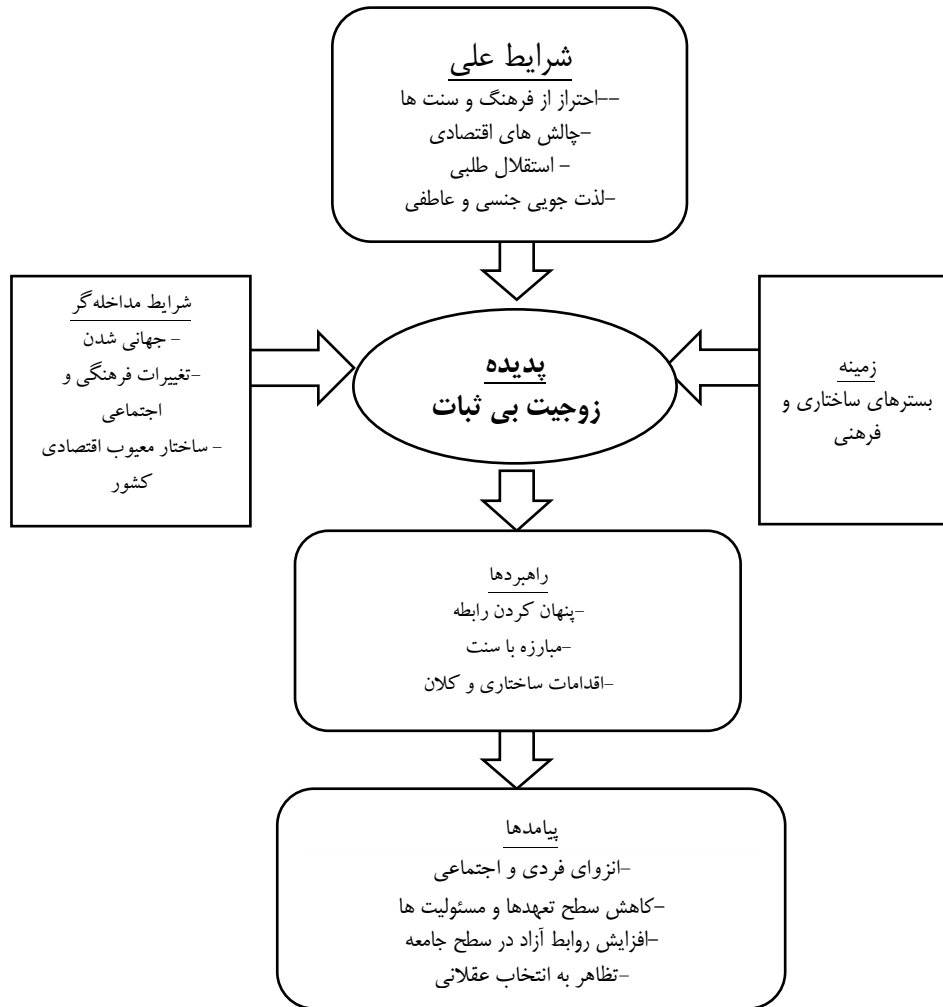 شرایط علی
--احتراز از فرهنگ و سنت ها
-چالش های اقتصادی
- استقلال طلبی
-لذت جویی جنسی و عاطفی
زمینه
بسترهای ساختاری و
فرهنی
پدیده
زوجیت بی ثبات
شرایط مداخله‌گر
- جهانی شدن
-تغییرات فرهنگی و
اجتماعی
- ساختار معیوب اقتصادی
کشور
راهبردها
-پنهان کردن رابطه
-مبارزه با سنت
-اقدامات ساختاری و کلان
پیامدها
-انزوای فردی و اجتماعی
-کاهش سطح تعهدها و مسئولیت ها
-افزایش روابط آزاد در سطح جامعه
-تظاهر به انتخاب عقلانی